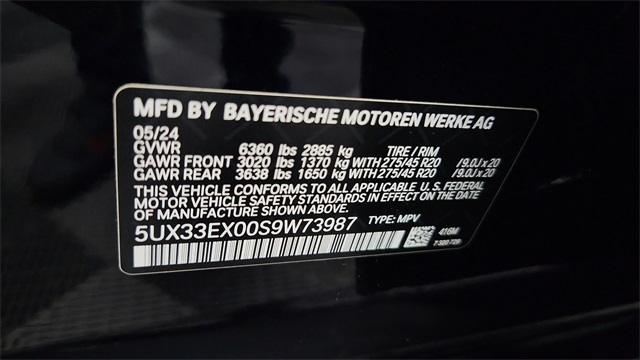 MFD BY BAYERISCHE MOTOREN WERKE AG
05/24
GVWR 6360 lbs 2885 kg TIRE / RIM
GAWR FRONT 3020 lbs 1370 kg WITH 275/45 R20 /9.0J x 20
GAWR REAR 3638 lbs 1650 kg WITH 275/45 R20 /9.0J x 20
THIS VEHICLE CONFORMS TO ALL APPLICABLE U. S. FEDERAL
MOTOR VEHICLE SAFETY STANDARDS IN EFFECT ON THE DATE
OF MANUFACTURE SHOWN ABOVE.
5UX33EX00S9W73987 TYPE: MPV
416M